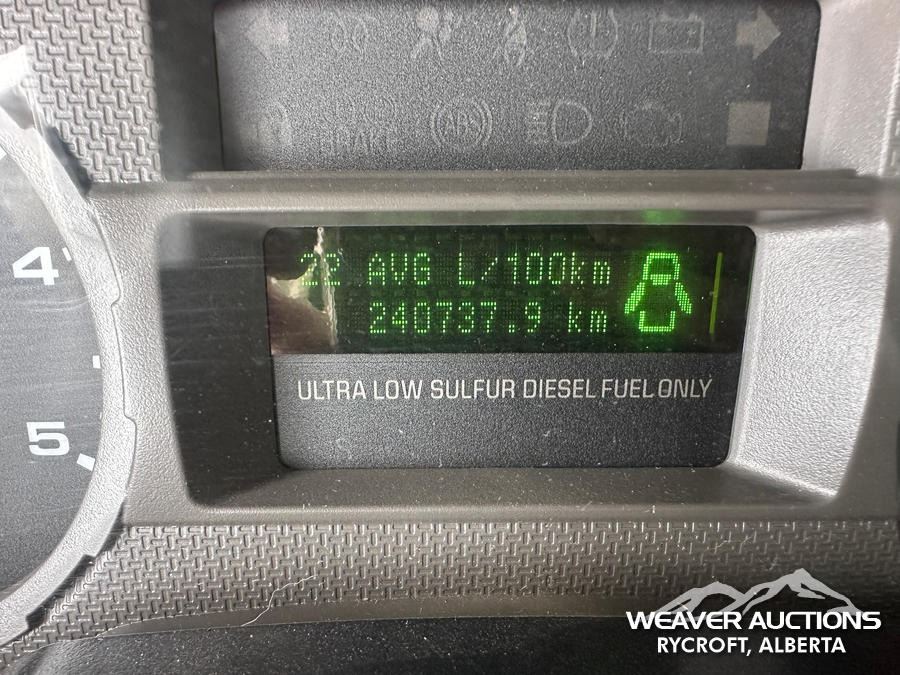 BRAKE
ABS
4
22 AVG L/100km
240737.9 km
ULTRA LOW SULFUR DIESEL FUEL ONLY
5
WEAVER AUCTIONS
RYCROFT, ALBERTA